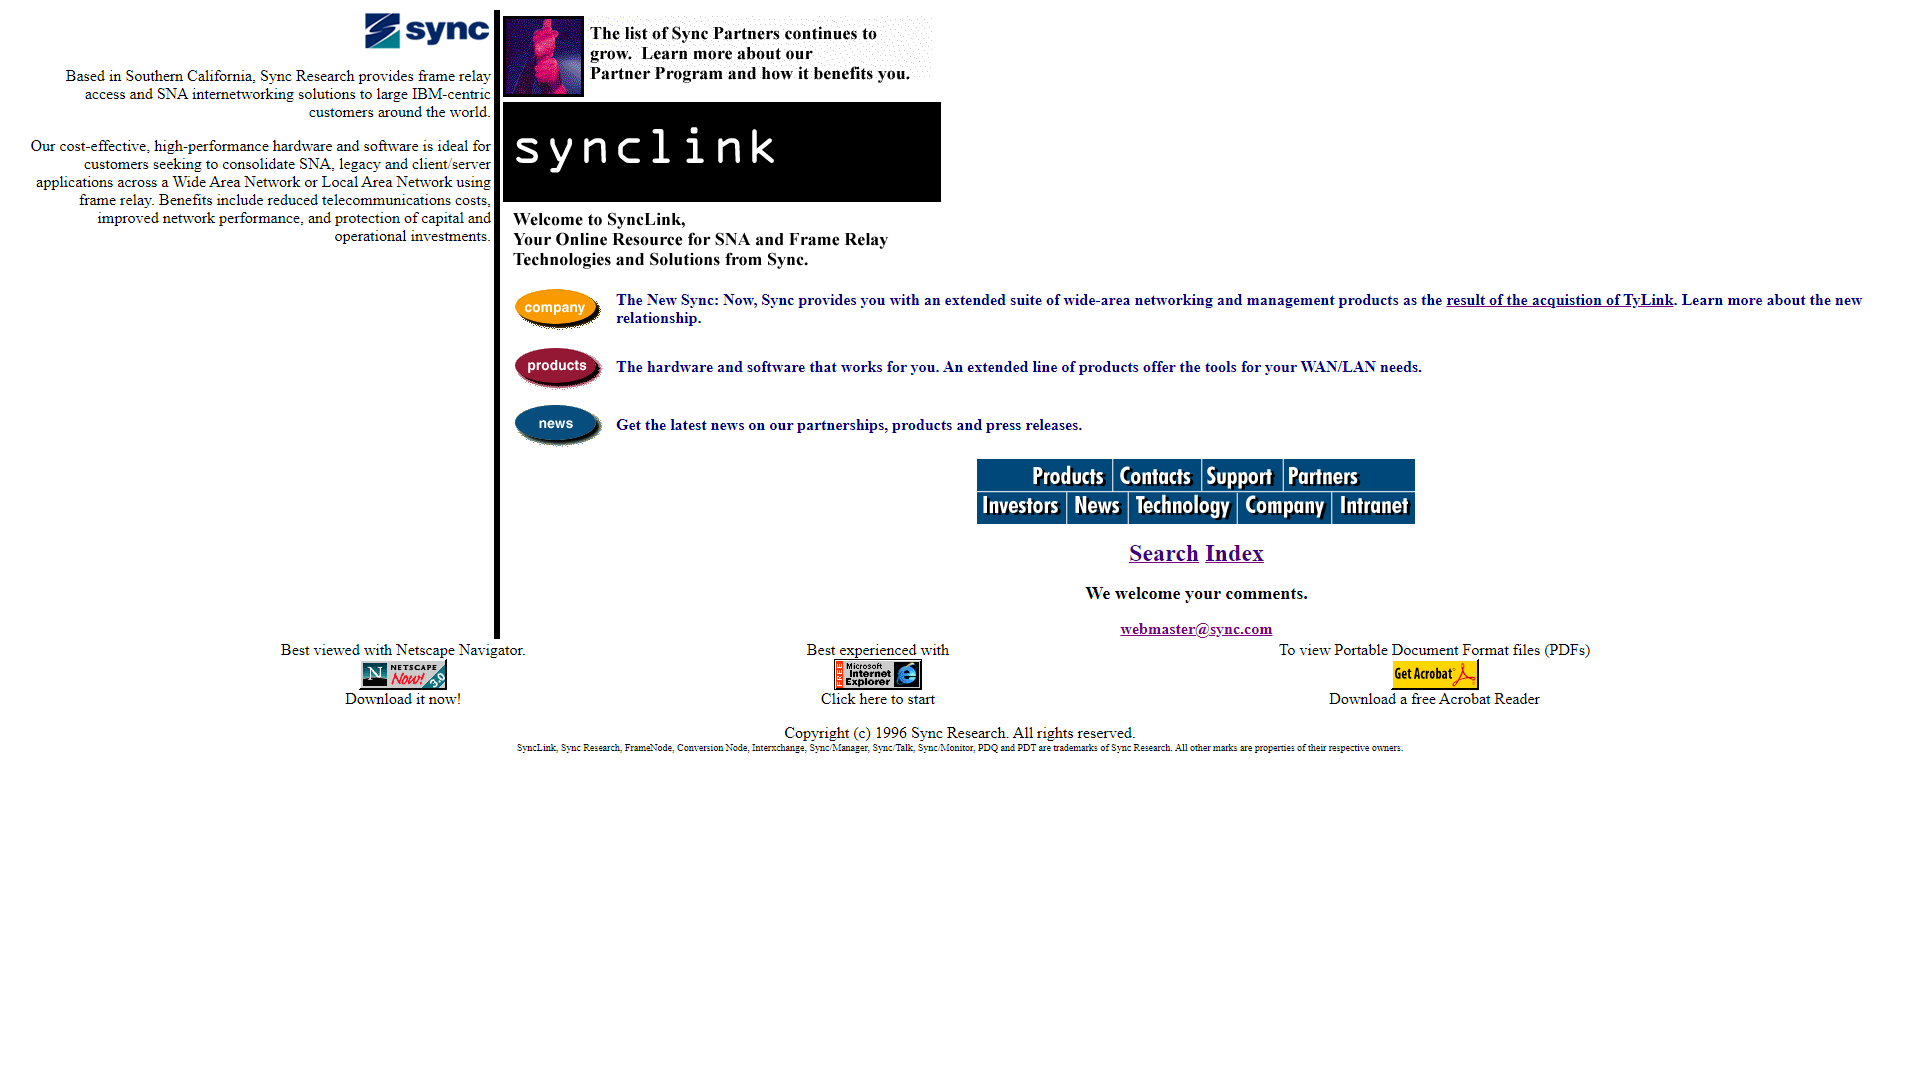 sync
Based in Southern California, Sync Research provides frame relay
access and SNA internetworking solutions to large IBM-centric
customers around the world.
Our cost-effective, high-performance hardware and software is ideal for
customers seeking to consolidate SNA, legacy and client/server
applications across a Wide Area Network or Local Area Network using
frame relay. Benefits include reduced telecommunications costs,
improved network performance, and protection of capital and
operational investments.
The list of Sync Partners continues to
grow. Learn more about our
Partner Program and how it benefits you.
synclink
Welcome to SyncLink,
Your Online Resource for SNA and Frame Relay
Technologies and Solutions from Sync.
company
The New Sync: Now, Sync provides you with an extended suite of wide-area networking and management products as the result of the acquistion of TyLink. Learn more about the new
relationship.
products
The hardware and software that works for you. An extended line of products offer the tools for your WAN/LAN needs.
news
Get the latest news on our partnerships, products and press releases.
Products Contacts Support Partners
Investors News Technology Company Intranet
Search Index
We welcome your comments.
webmaster@sync.com
Best viewed with Netscape Navigator.
N NETSCAPE
Now! 3.0
Download it now!
Best experienced with
FREE Microsoft
Internet
Explorer
Click here to start
To view Portable Document Format files (PDFs)
Get Acrobat
Download a free Acrobat Reader
Copyright (c) 1996 Sync Research. All rights reserved.
SyncLink, Sync Research, FrameNode, Conversion Node, Interxchange, Sync/Manager, Sync/Talk, Sync/Monitor, PDQ and PDT are trademarks of Sync Research. All other marks are properties of their respective owners.